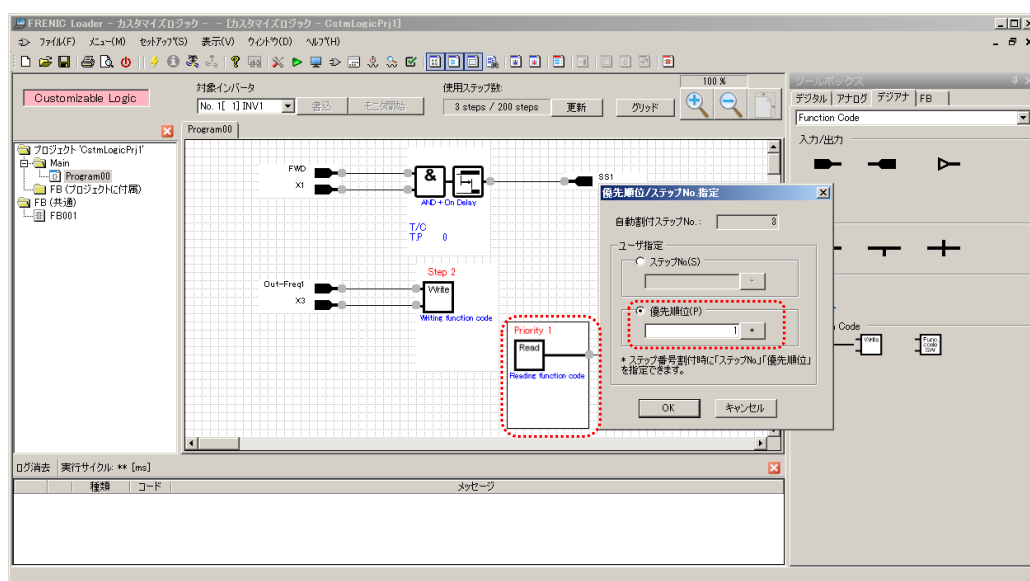 FRENIC Loader - カスタマイズロジック - - [カスタマイズロジック - CstmLogicPrj1]
ファイル(F) メニュー(M) セットアップ(S) 表示(V) ウィンドウ(D) ヘルプ(H)
Customizable Logic
対象インバータ
No. 1[ 1] INV1
書込
モニタ開始
使用ステップ数:
3 steps / 200 steps
更新
グリッド
100 %
プロジェクト 'CstmLogicPrj1'
Main
Program00
FB (プロジェクトに付属)
FB (共通)
FB001
Program00
FWD
X1
&
AND + On Delay
SS1
T/C
T.P 0
Step 2
Out-Freq1
X3
Write
Writing function code
Priority 1
Read
Reading function code
優先順位/ステップNo.指定
自動割付ステップNo.: 3
ユーザ指定
ステップNo(S)
+
優先順位(P)
1 +
* ステップ番号割付時に「ステップNo.」「優先順位」
を指定できます。
OK
キャンセル
ツールボックス
デジタル アナログ デジアナ FB
Function Code
入力/出力
Code
Write
Func. code SW
ログ消去 実行サイクル: ** [ms]
種類 コード メッセージ